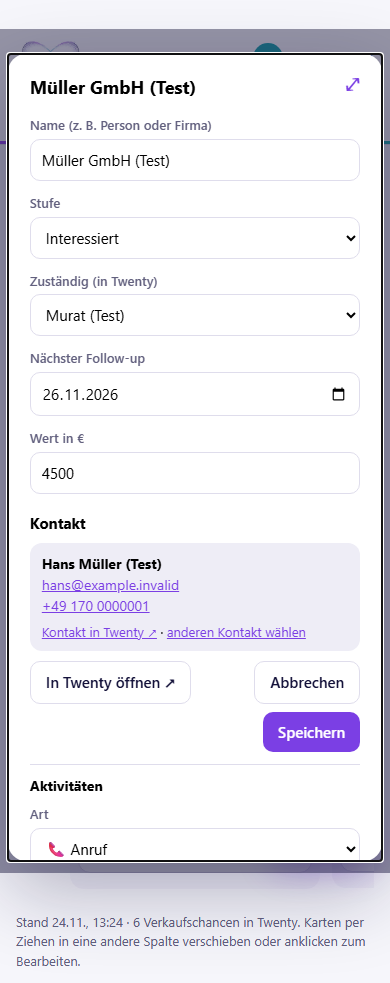 Müller GmbH (Test)
Name (z. B. Person oder Firma)
Müller GmbH (Test)
Stufe
Interessiert
Zuständig (in Twenty)
Murat (Test)
Nächster Follow-up
26.11.2026
Wert in €
4500
Kontakt
Hans Müller (Test)
hans@example.invalid
+49 170 0000001
Kontakt in Twenty ↗ · anderen Kontakt wählen
In Twenty öffnen ↗ Abbrechen
Speichern
Aktivitäten
Art
📞 Anruf
Stand 24.11., 13:24 · 6 Verkaufschancen in Twenty. Karten per
Ziehen in eine andere Spalte verschieben oder anklicken zum
Bearbeiten.